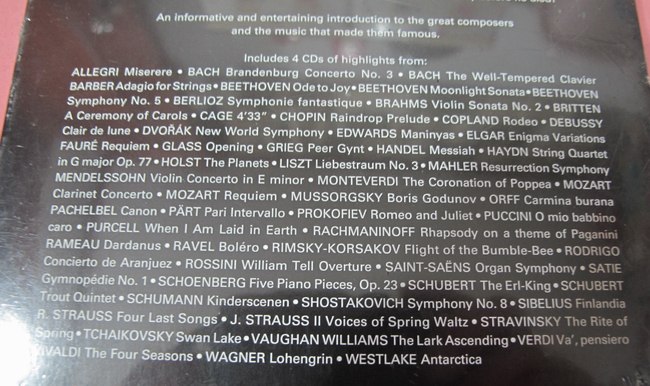 An informative and entertaining introduction to the great composers
and the music that made them famous.
Includes 4 CDs of highlights from:
ALLEGRI Miserere • BACH Brandenburg Concerto No. 3 • BACH The Well-Tempered Clavier
BARBER Adagio for Strings • BEETHOVEN Ode to Joy • BEETHOVEN Moonlight Sonata • BEETHOVEN
Symphony No. 5 • BERLIOZ Symphonie fantastique • BRAHMS Violin Sonata No. 2 • BRITTEN
A Ceremony of Carols • CAGE 4'33" • CHOPIN Raindrop Prelude • COPLAND Rodeo • DEBUSSY
Clair de lune • DVOŘÁK New World Symphony • EDWARDS Maninyas • ELGAR Enigma Variations
FAURÉ Requiem • GLASS Opening • GRIEG Peer Gynt • HANDEL Messiah • HAYDN String Quartet
in G major Op. 77 • HOLST The Planets • LISZT Liebestraum No. 3 • MAHLER Resurrection Symphony
MENDELSSOHN Violin Concerto in E minor • MONTEVERDI The Coronation of Poppea • MOZART
Clarinet Concerto • MOZART Requiem • MUSSORGSKY Boris Godunov • ORFF Carmina burana
PACHELBEL Canon • PÄRT Pari Intervallo • PROKOFIEV Romeo and Juliet • PUCCINI O mio babbino
caro • PURCELL When I Am Laid in Earth • RACHMANINOFF Rhapsody on a theme of Paganini
RAMEAU Dardanus • RAVEL Boléro • RIMSKY-KORSAKOV Flight of the Bumble-Bee • RODRIGO
Concierto de Aranjuez • ROSSINI William Tell Overture • SAINT-SAËNS Organ Symphony • SATIE
Gymnopédie No. 1 • SCHOENBERG Five Piano Pieces, Op. 23 • SCHUBERT The Erl-King • SCHUBERT
Trout Quintet • SCHUMANN Kinderscenen • SHOSTAKOVICH Symphony No. 8 • SIBELIUS Finlandia
R. STRAUSS Four Last Songs • J. STRAUSS II Voices of Spring Waltz • STRAVINSKY The Rite of
Spring • TCHAIKOVSKY Swan Lake • VAUGHAN WILLIAMS The Lark Ascending • VERDI Va', pensiero
VIVALDI The Four Seasons • WAGNER Lohengrin • WESTLAKE Antarctica